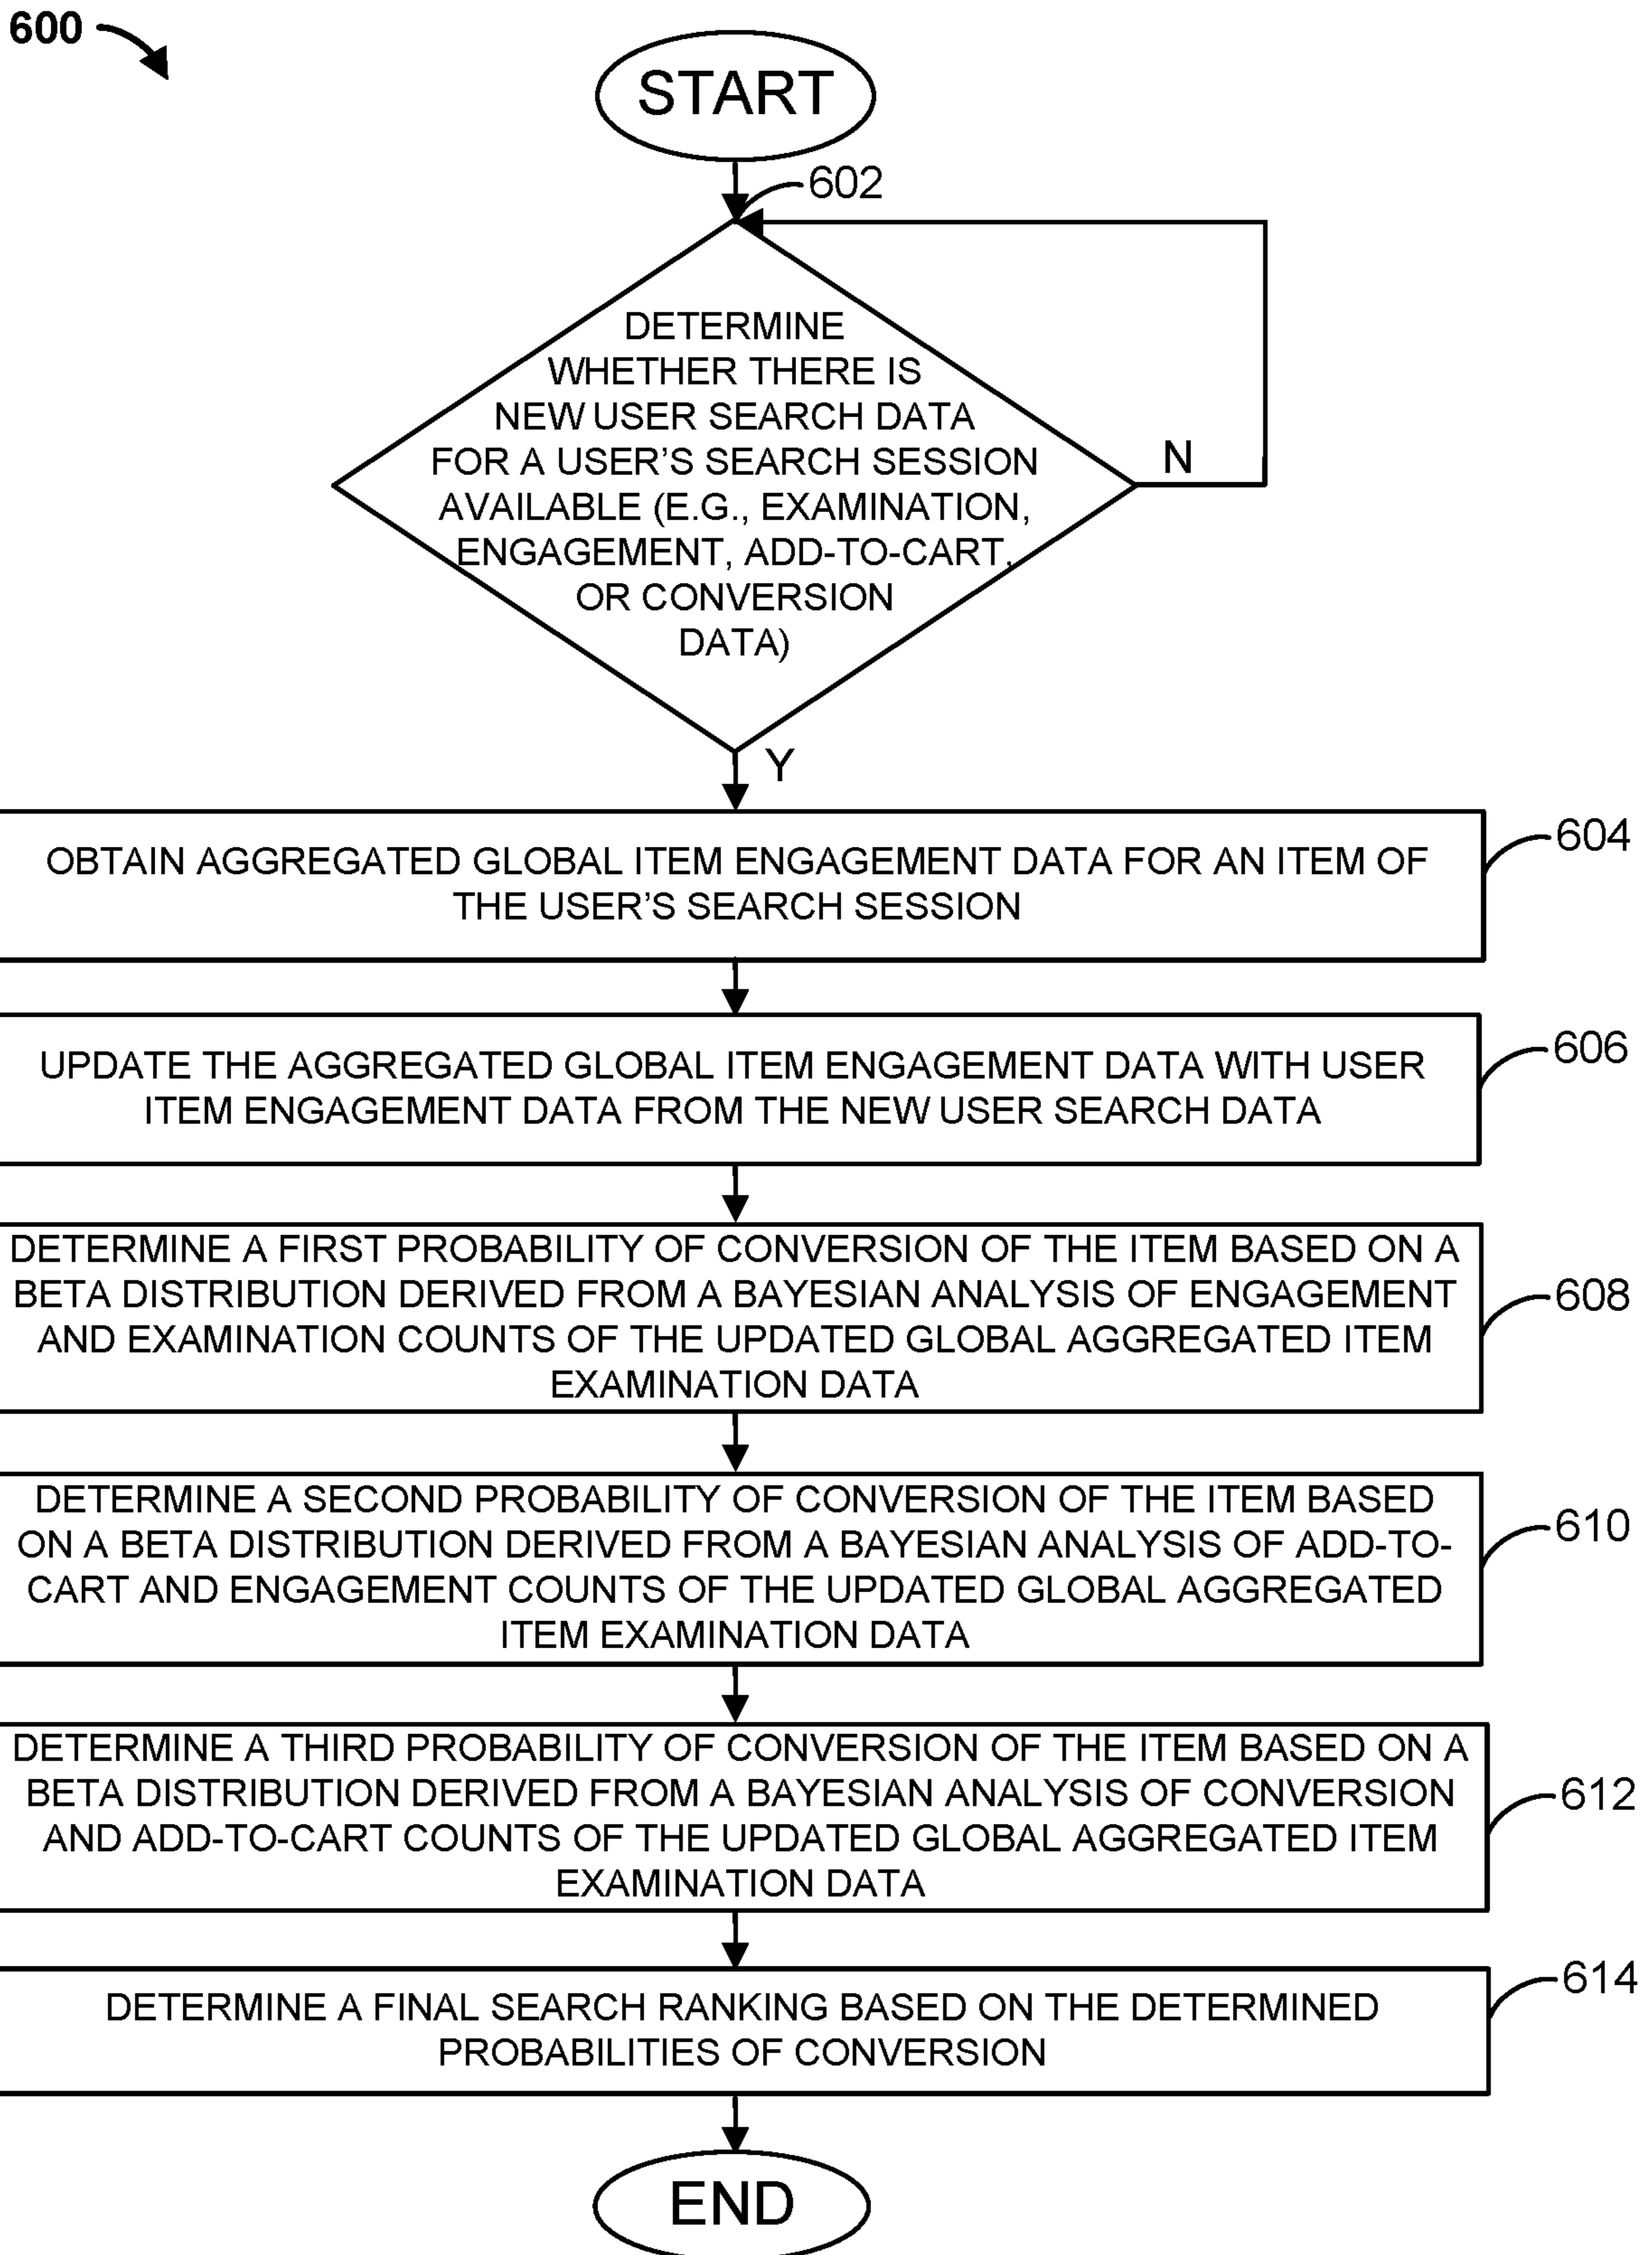 600
START
602
DETERMINE
WHETHER THERE IS
NEW USER SEARCH DATA
FOR A USER'S SEARCH SESSION
AVAILABLE (E.G., EXAMINATION,
ENGAGEMENT, ADD-TO-CART,
OR CONVERSION
DATA)
N
Y
OBTAIN AGGREGATED GLOBAL ITEM ENGAGEMENT DATA FOR AN ITEM OF
THE USER'S SEARCH SESSION
604
UPDATE THE AGGREGATED GLOBAL ITEM ENGAGEMENT DATA WITH USER
ITEM ENGAGEMENT DATA FROM THE NEW USER SEARCH DATA
606
DETERMINE A FIRST PROBABILITY OF CONVERSION OF THE ITEM BASED ON A
BETA DISTRIBUTION DERIVED FROM A BAYESIAN ANALYSIS OF ENGAGEMENT
AND EXAMINATION COUNTS OF THE UPDATED GLOBAL AGGREGATED ITEM
EXAMINATION DATA
608
DETERMINE A SECOND PROBABILITY OF CONVERSION OF THE ITEM BASED
ON A BETA DISTRIBUTION DERIVED FROM A BAYESIAN ANALYSIS OF ADD-TO-
CART AND ENGAGEMENT COUNTS OF THE UPDATED GLOBAL AGGREGATED
ITEM EXAMINATION DATA
610
DETERMINE A THIRD PROBABILITY OF CONVERSION OF THE ITEM BASED ON A
BETA DISTRIBUTION DERIVED FROM A BAYESIAN ANALYSIS OF CONVERSION
AND ADD-TO-CART COUNTS OF THE UPDATED GLOBAL AGGREGATED ITEM
EXAMINATION DATA
612
DETERMINE A FINAL SEARCH RANKING BASED ON THE DETERMINED
PROBABILITIES OF CONVERSION
614
END